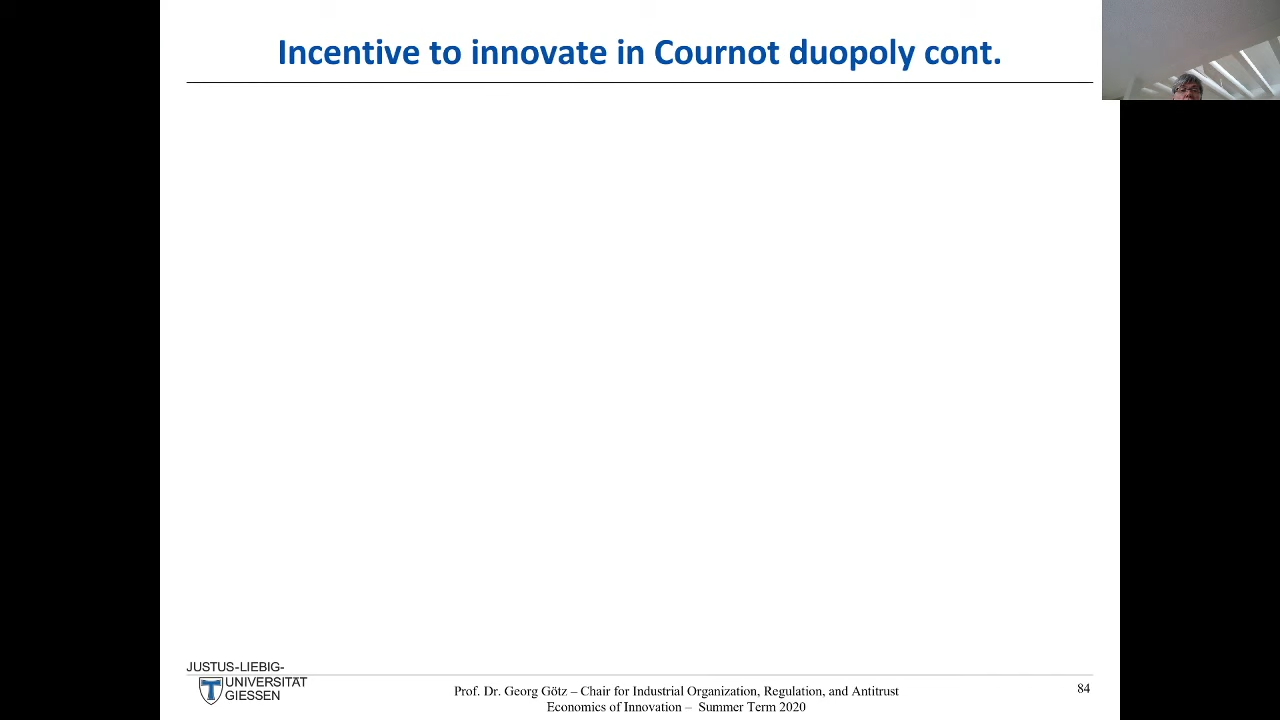 Incentive to innovate in Cournot duopoly cont.
JUSTUS-LIEBIG-
UNIVERSITÄT
GIESSEN
Prof. Dr. Georg Götz – Chair for Industrial Organization, Regulation, and Antitrust
Economics of Innovation – Summer Term 2020
84